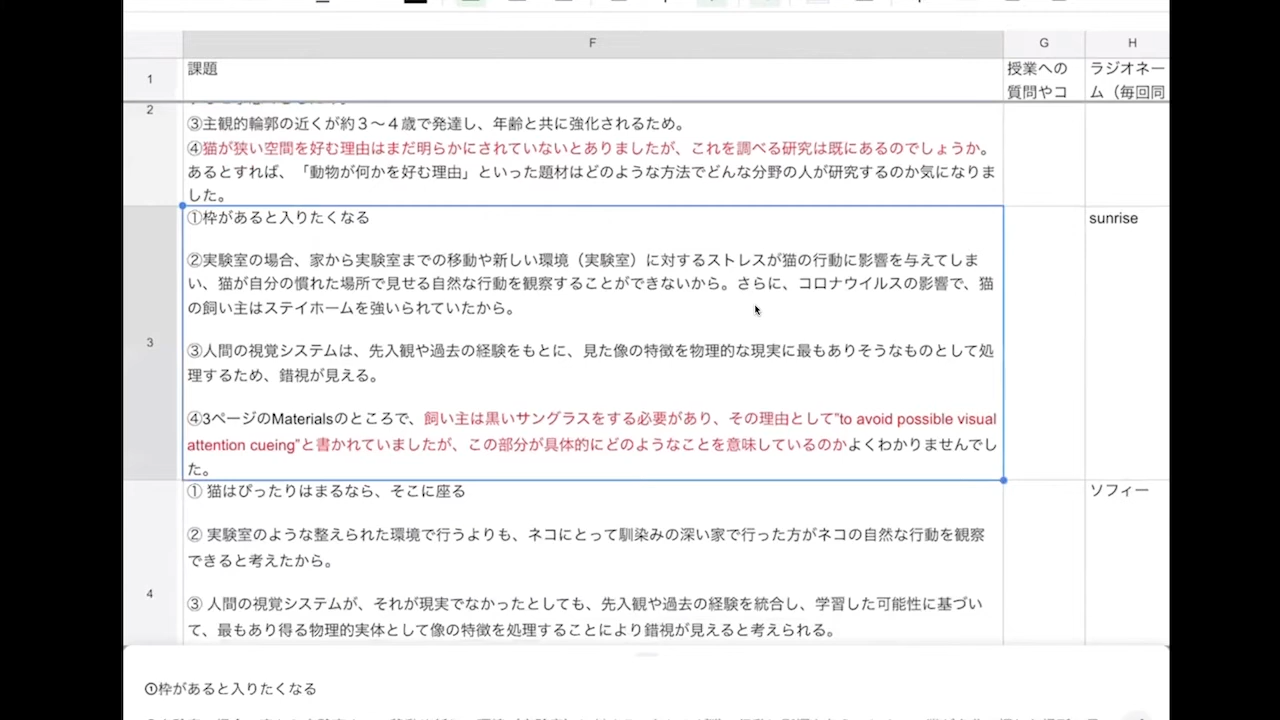 F
G
H
1
課題
授業への
質問やコ
ラジオネー
ム（毎回同
2
③主観的輪郭の近くが約３〜４歳で発達し、年齢と共に強化されるため。
④猫が狭い空間を好む理由はまだ明らかにされていないとありましたが、これを調べる研究は既にあるのでしょうか。
あるとすれば、「動物が何かを好む理由」といった題材はどのような方法でどんな分野の人が研究するのか気になりま
した。
3
①枠があると入りたくなる
sunrise
②実験室の場合、家から実験室までの移動や新しい環境（実験室）に対するストレスが猫の行動に影響を与えてしま
い、猫が自分の慣れた場所で見せる自然な行動を観察することができないから。さらに、コロナウイルスの影響で、猫
の飼い主はステイホームを強いられていたから。
③人間の視覚システムは、先入観や過去の経験をもとに、見た像の特徴を物理的な現実に最もありそうなものとして処
理するため、錯視が見える。
④3ページのMaterialsのところで、飼い主は黒いサングラスをする必要があり、その理由として"to avoid possible visual
attention cueing"と書かれていましたが、この部分が具体的にどのようなことを意味しているのかよくわかりませんでし
た。
4
① 猫はぴったりはまるなら、そこに座る
ソフィー
② 実験室のような整えられた環境で行うよりも、ネコにとって馴染みの深い家で行った方がネコの自然な行動を観察
できると考えたから。
③ 人間の視覚システムが、それが現実でなかったとしても、先入観や過去の経験を統合し、学習した可能性に基づい
て、最もあり得る物理的実体として像の特徴を処理することにより錯視が見えると考えられる。
①枠があると入りたくなる